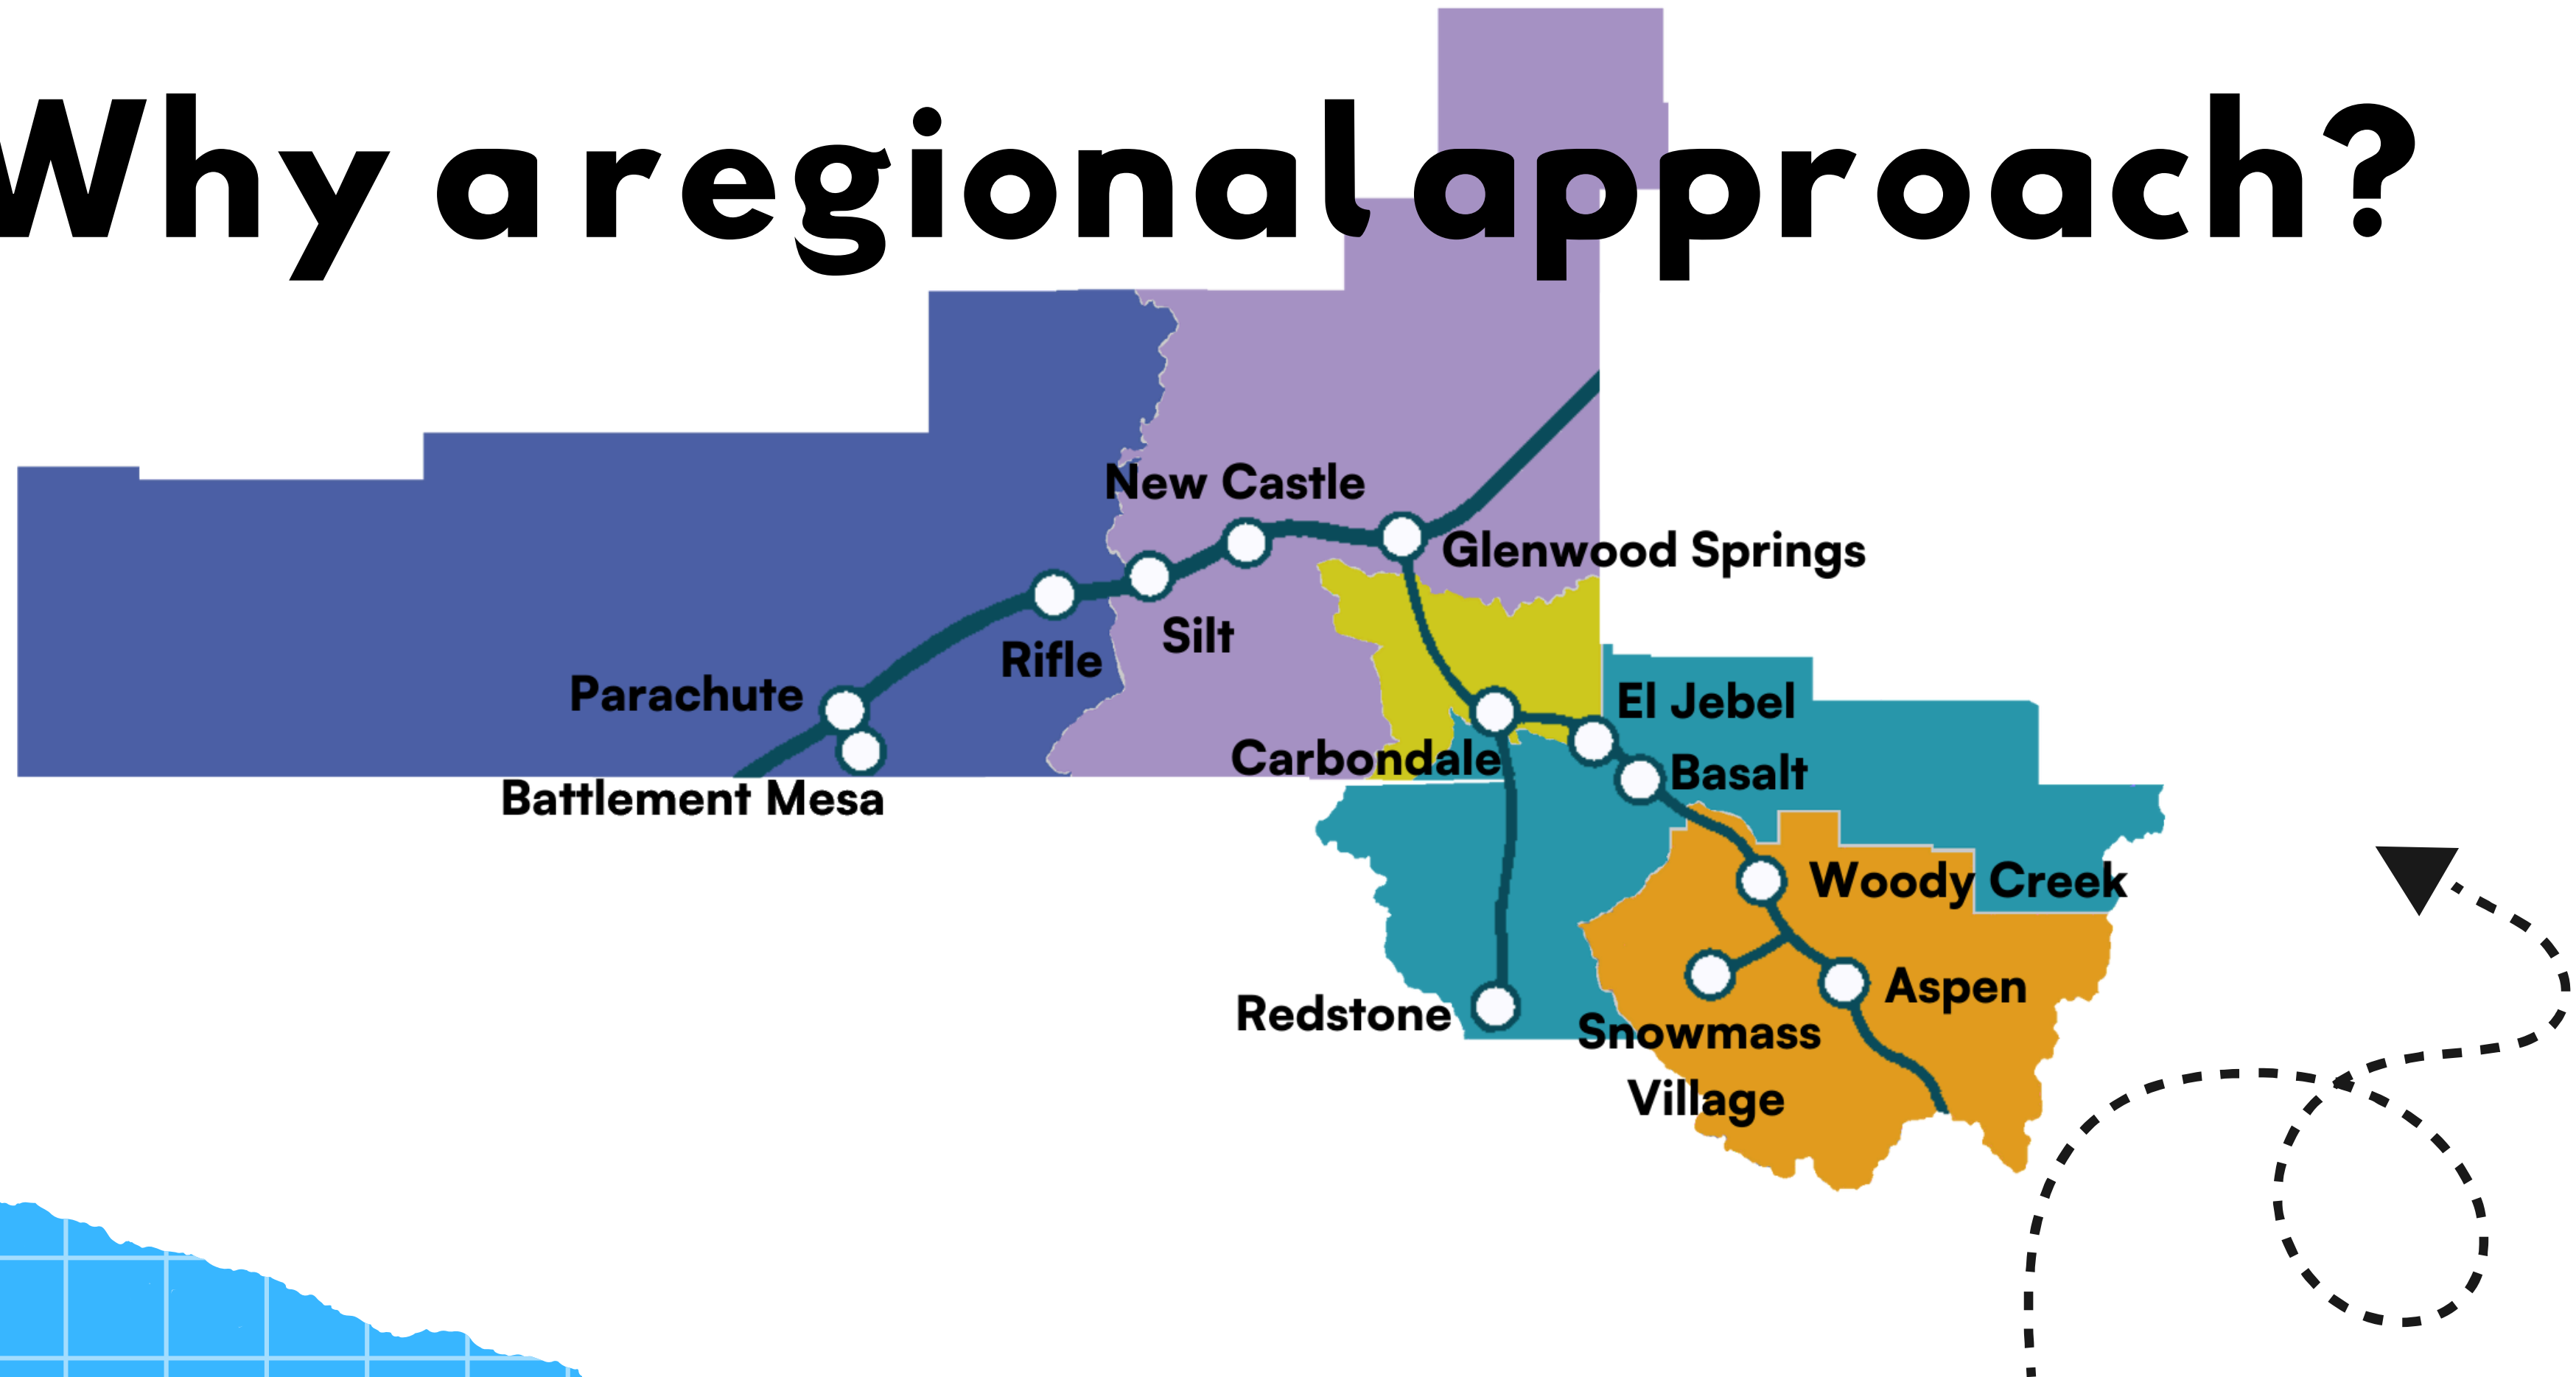 Why a regional approach?
New Castle
Glenwood Springs
Silt
Rifle
Parachute
Battlement Mesa
El Jebel
Carbondale
Basalt
Woody Creek
Aspen
Redstone
Snowmass
Village